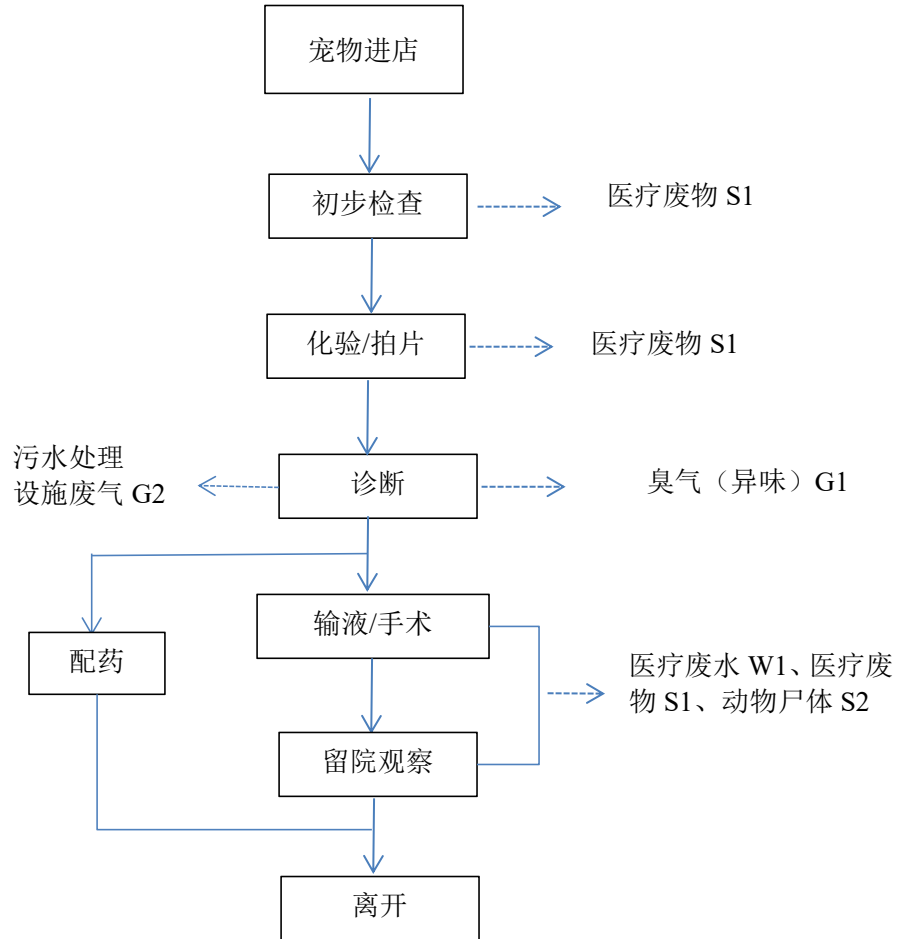 宠物进店
初步检查
医疗废物 S1
化验/拍片
医疗废物 S1
污水处理
设施废气 G2
诊断
臭气（异味）G1
输液/手术
配药
医疗废水 W1、医疗废
物 S1、动物尸体 S2
留院观察
离开